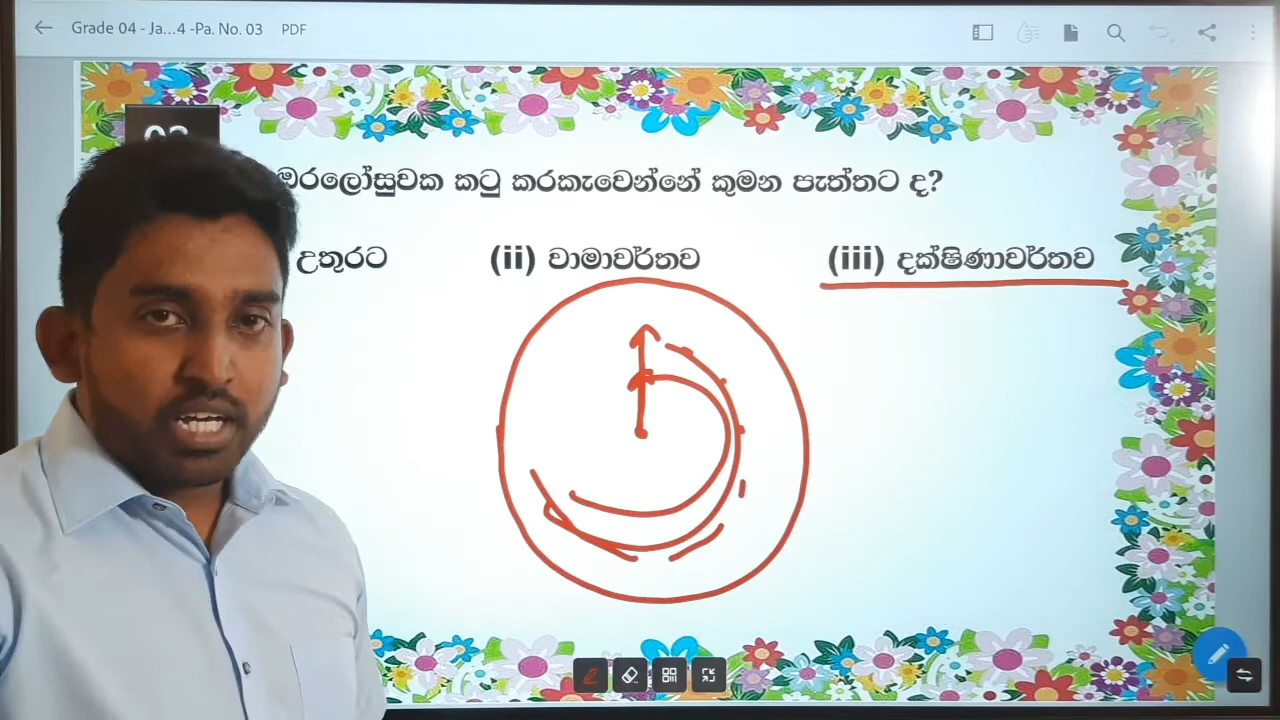 Grade 04 - Ja...4 -Pa. No. 03 PDF
03
ඔරලෝසුවක කටු කරකැවෙන්නේ කුමන පැත්තට ද?
උතුරට (ii) වාමාවර්තව (iii) දක්ෂිණාවර්තව